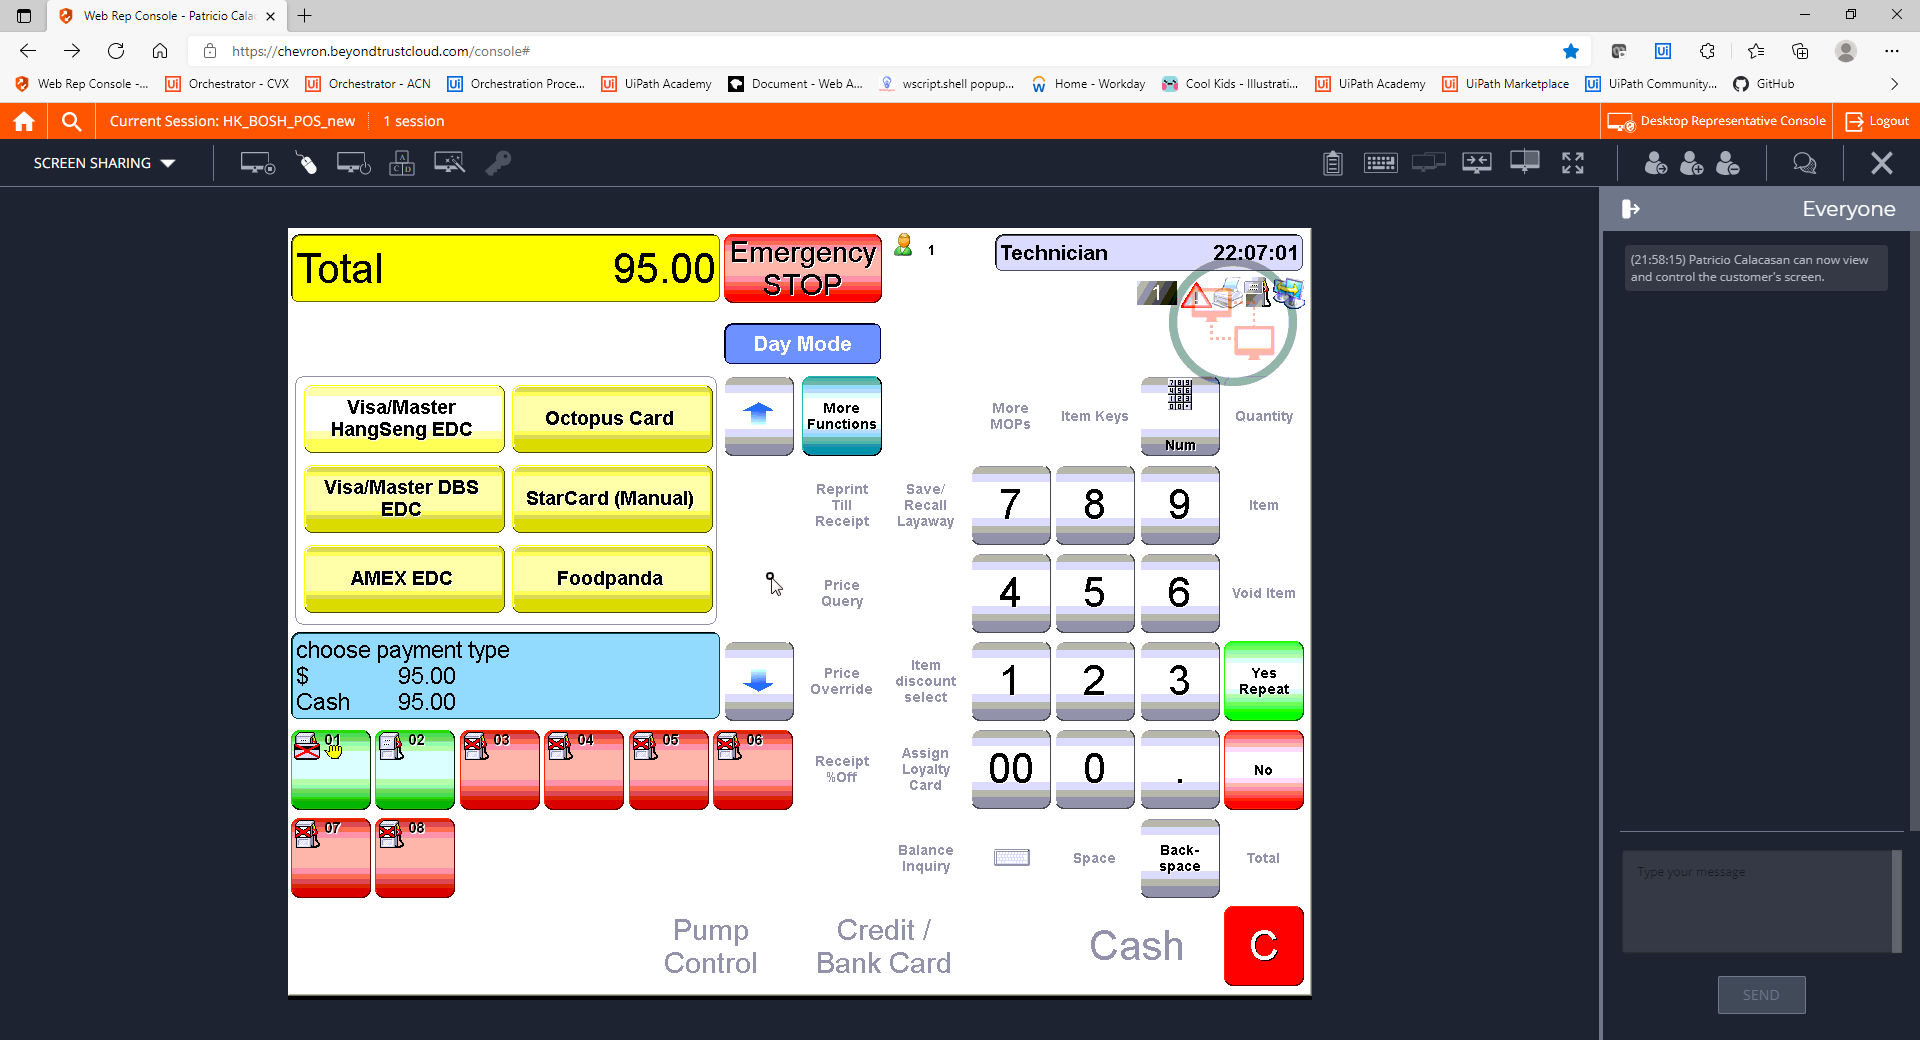 Web Rep Console - Patricio Cala
https://chevron.beyondtrustcloud.com/console#
Web Rep Console -...
Orchestrator - CVX
Orchestrator - ACN
Orchestration Proce...
UiPath Academy
Document - Web A...
wscript.shell popup...
Home - Workday
Cool Kids - Illustrati...
UiPath Academy
UiPath Marketplace
UiPath Community...
GitHub
Current Session: HK_BOSH_POS_new
1 session
Desktop Representative Console
Logout
SCREEN SHARING
Everyone
(21:58:15) Patricio Calacasan can now view
and control the customer's screen.
Total 95.00
Emergency
STOP
1
Technician 22:07:01
1
Day Mode
Visa/Master
HangSeng EDC
Octopus Card
More
Functions
More
MOPs
Item Keys
Num
Quantity
Visa/Master DBS
EDC
StarCard (Manual)
Reprint
Till
Receipt
Save/
Recall
Layaway
7
8
9
Item
AMEX EDC
Foodpanda
Price
Query
4
5
6
Void Item
choose payment type
$ 95.00
Cash 95.00
Price
Override
Item
discount
select
1
2
3
Yes
Repeat
01
02
03
04
05
06
Receipt
%Off
Assign
Loyalty
Card
00
0
.
No
07
08
Balance
Inquiry
Space
Back-
space
Total
Pump
Control
Credit /
Bank Card
Cash
C
Type your message
SEND